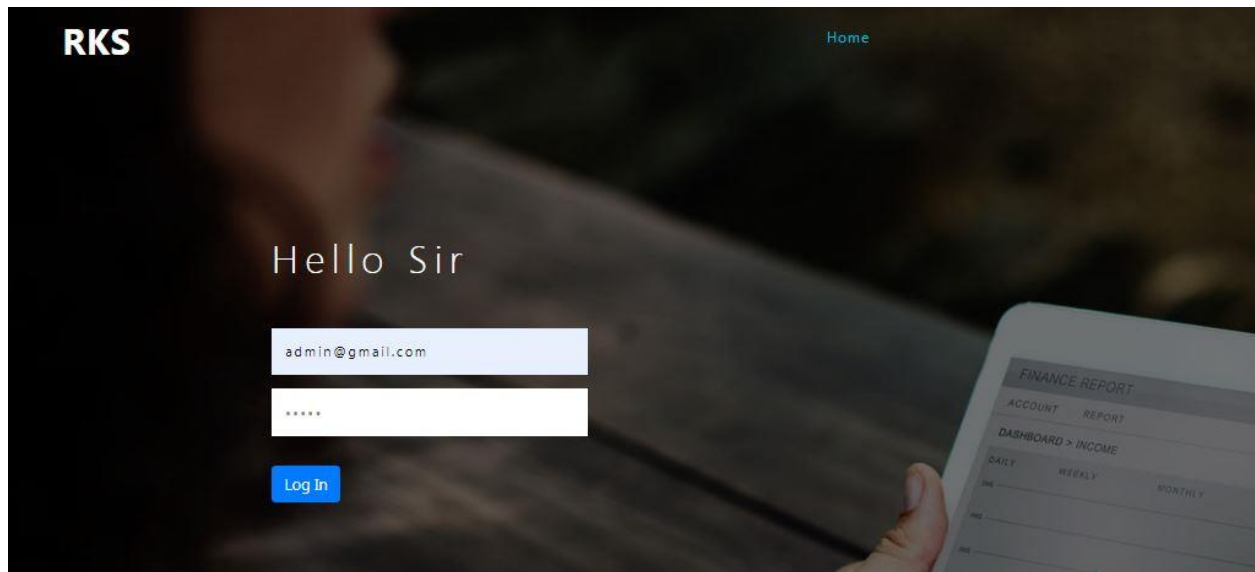 RKS
Home
Hello Sir
admin@gmail.com
*****
Log In
FINANCE REPORT
ACCOUNT REPORT
DASHBOARD > INCOME
DAILY WEEKLY MONTHLY